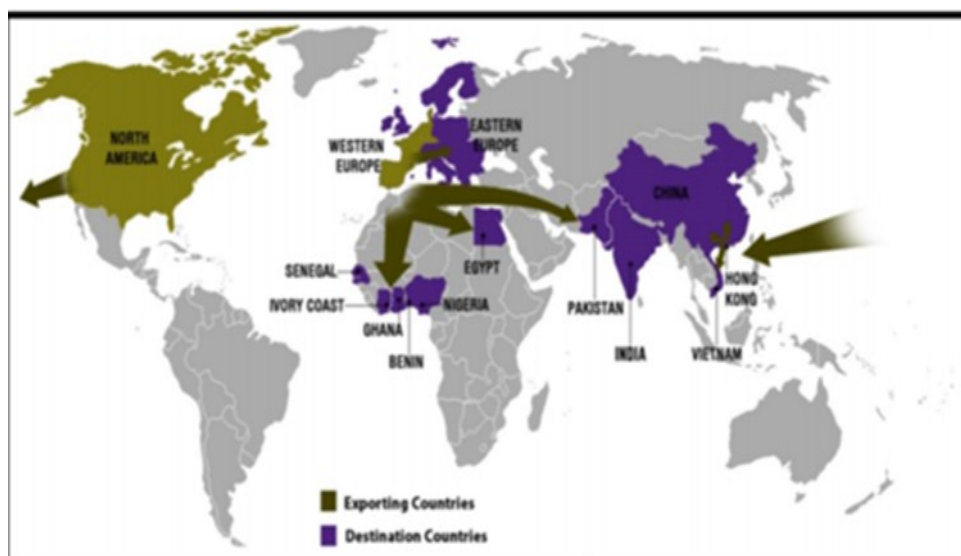 NORTH
AMERICA
WESTERN
EUROPE
EASTERN
EUROPE
CHINA
SENEGAL
EGYPT
HONG
KONG
IVORY COAST
NIGERIA
PAKISTAN
GHANA
BENIN
INDIA
VIETNAM
Exporting Countries
Destination Countries